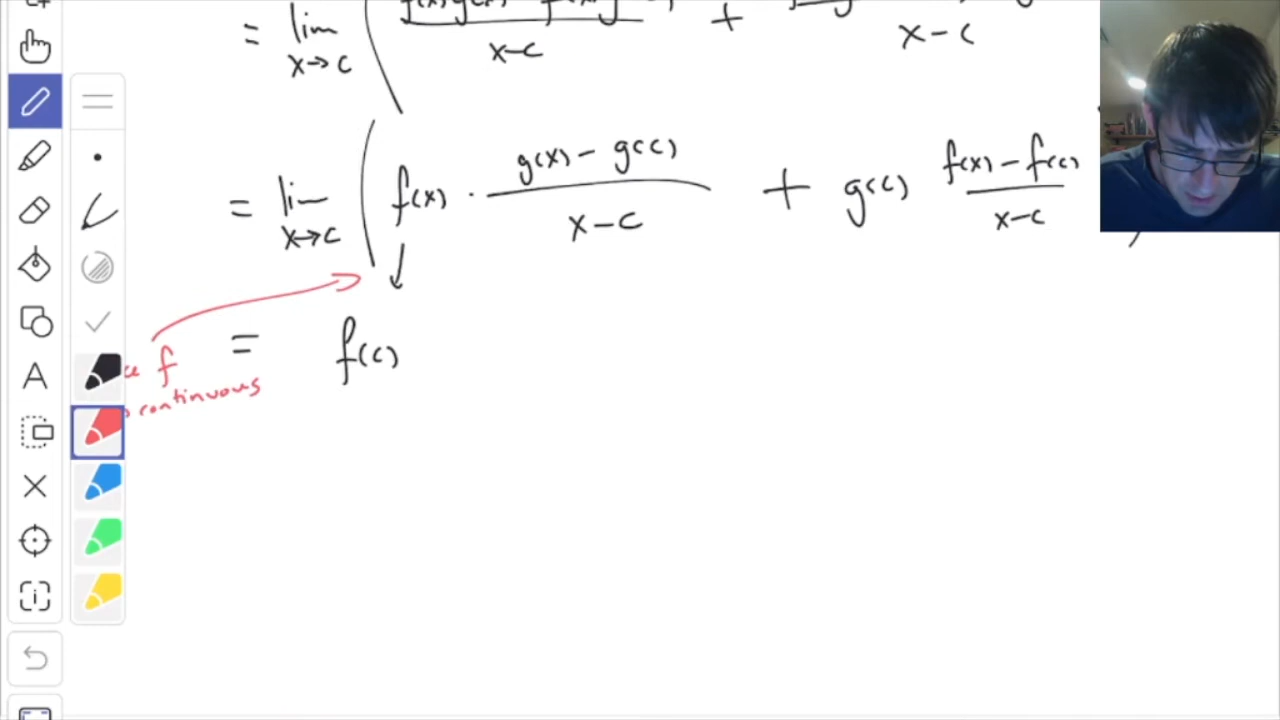 = lim x→c ( x-c + x-c
= lim x→c ( f(x) · g(x) - g(c) / x-c + g(c) f(x) - f(c) / x-c )
f = f(c)
continuous
A